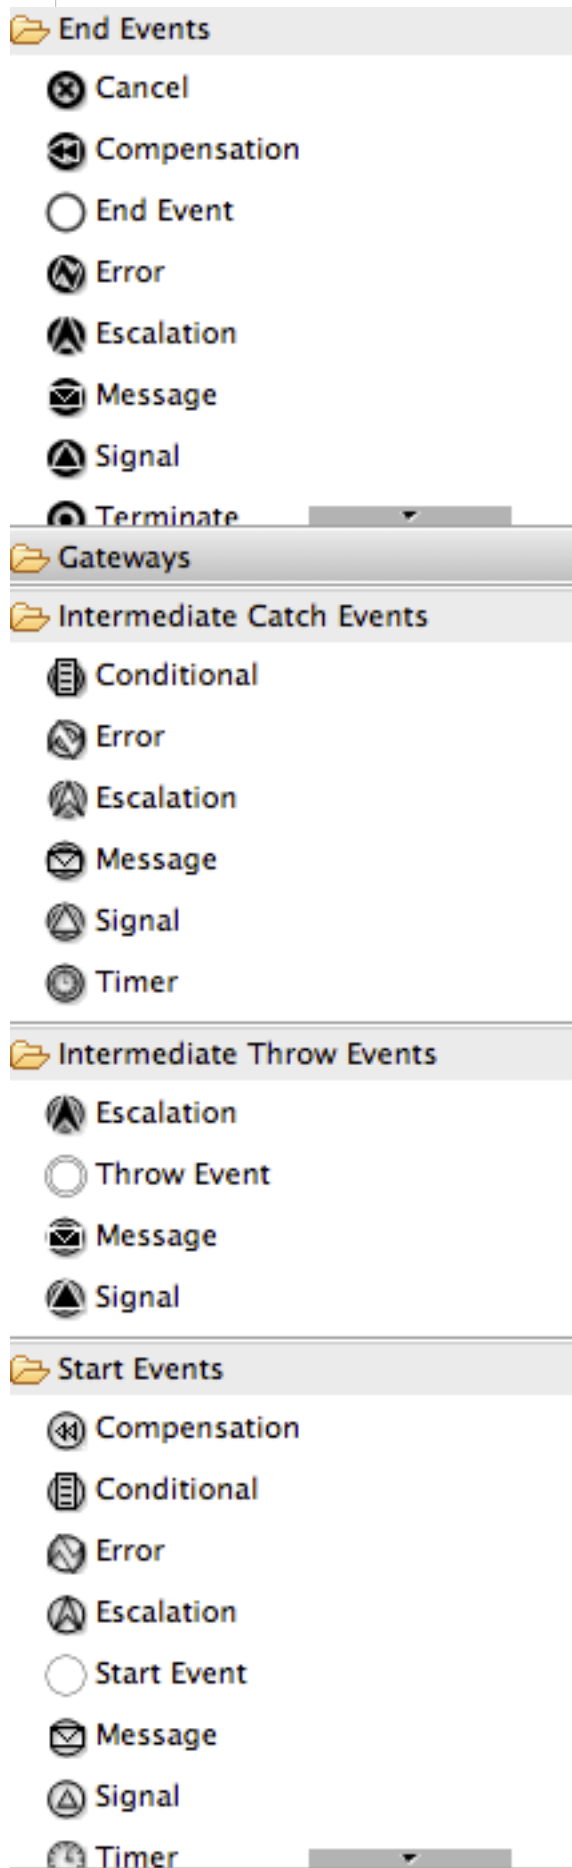 End Events
Cancel
Compensation
End Event
Error
Escalation
Message
Signal
Terminate
Gateways
Intermediate Catch Events
Conditional
Error
Escalation
Message
Signal
Timer
Intermediate Throw Events
Escalation
Throw Event
Message
Signal
Start Events
Compensation
Conditional
Error
Escalation
Start Event
Message
Signal
Timer